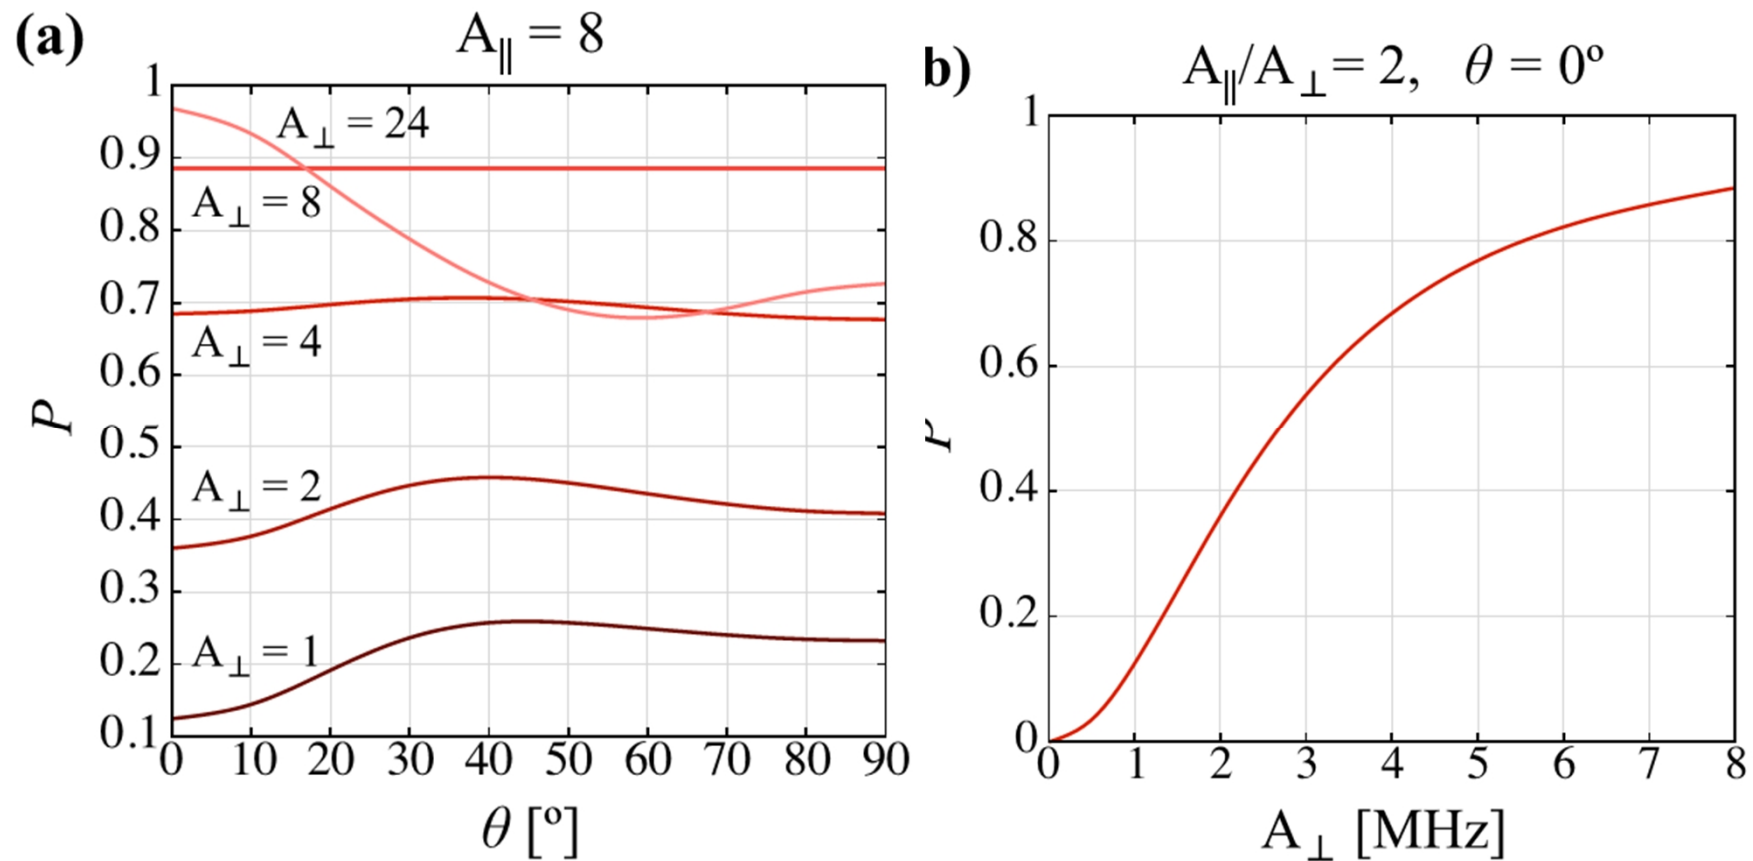 (a)
A∥ = 8
1
0.9
0.8
0.7
0.6
0.5
0.4
0.3
0.2
0.1
A⊥ = 24
A⊥ = 8
A⊥ = 4
A⊥ = 2
A⊥ = 1
P
0 10 20 30 40 50 60 70 80 90
θ [º]
b)
A∥/A⊥ = 2, θ = 0º
1
0.8
0.6
0.4
0.2
0
P
0 1 2 3 4 5 6 7 8
A⊥ [MHz]